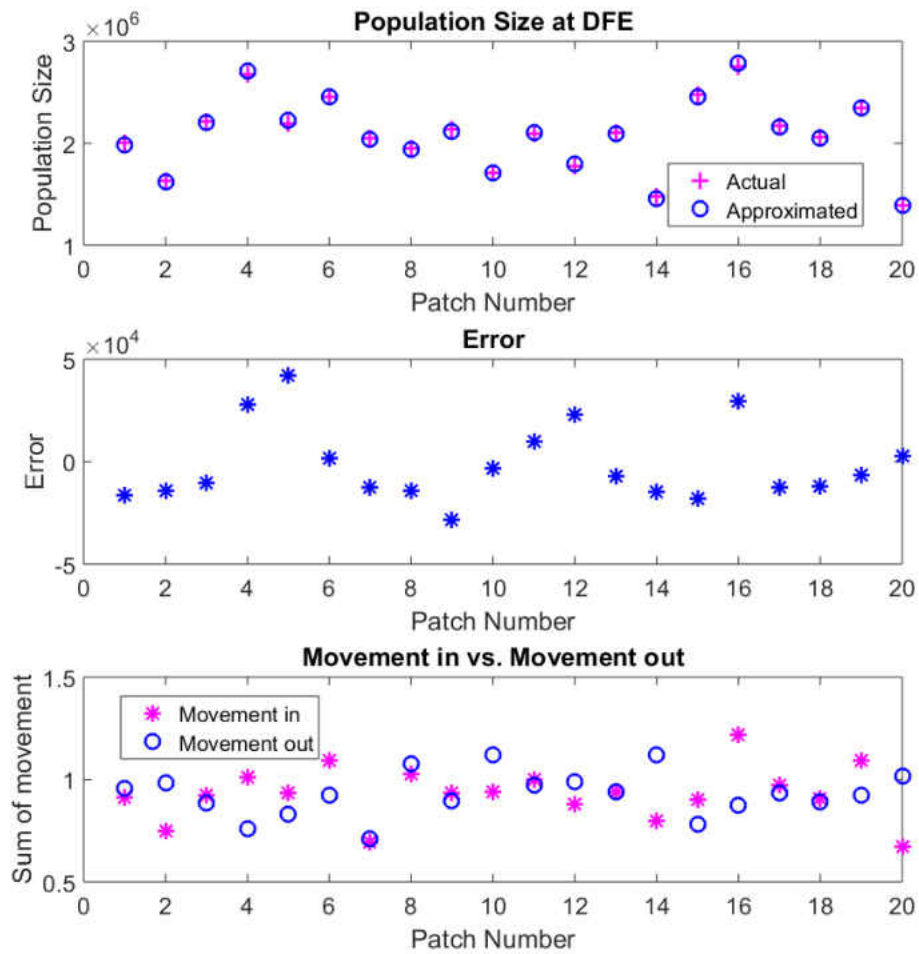 Population Size at DFE
×10^6
3
2
1
Population Size
Actual
Approximated
0 2 4 6 8 10 12 14 16 18 20
Patch Number
Error
×10^4
5
0
-5
Error
0 2 4 6 8 10 12 14 16 18 20
Patch Number
Movement in vs. Movement out
1.5
1
0.5
Sum of movement
Movement in
Movement out
0 2 4 6 8 10 12 14 16 18 20
Patch Number